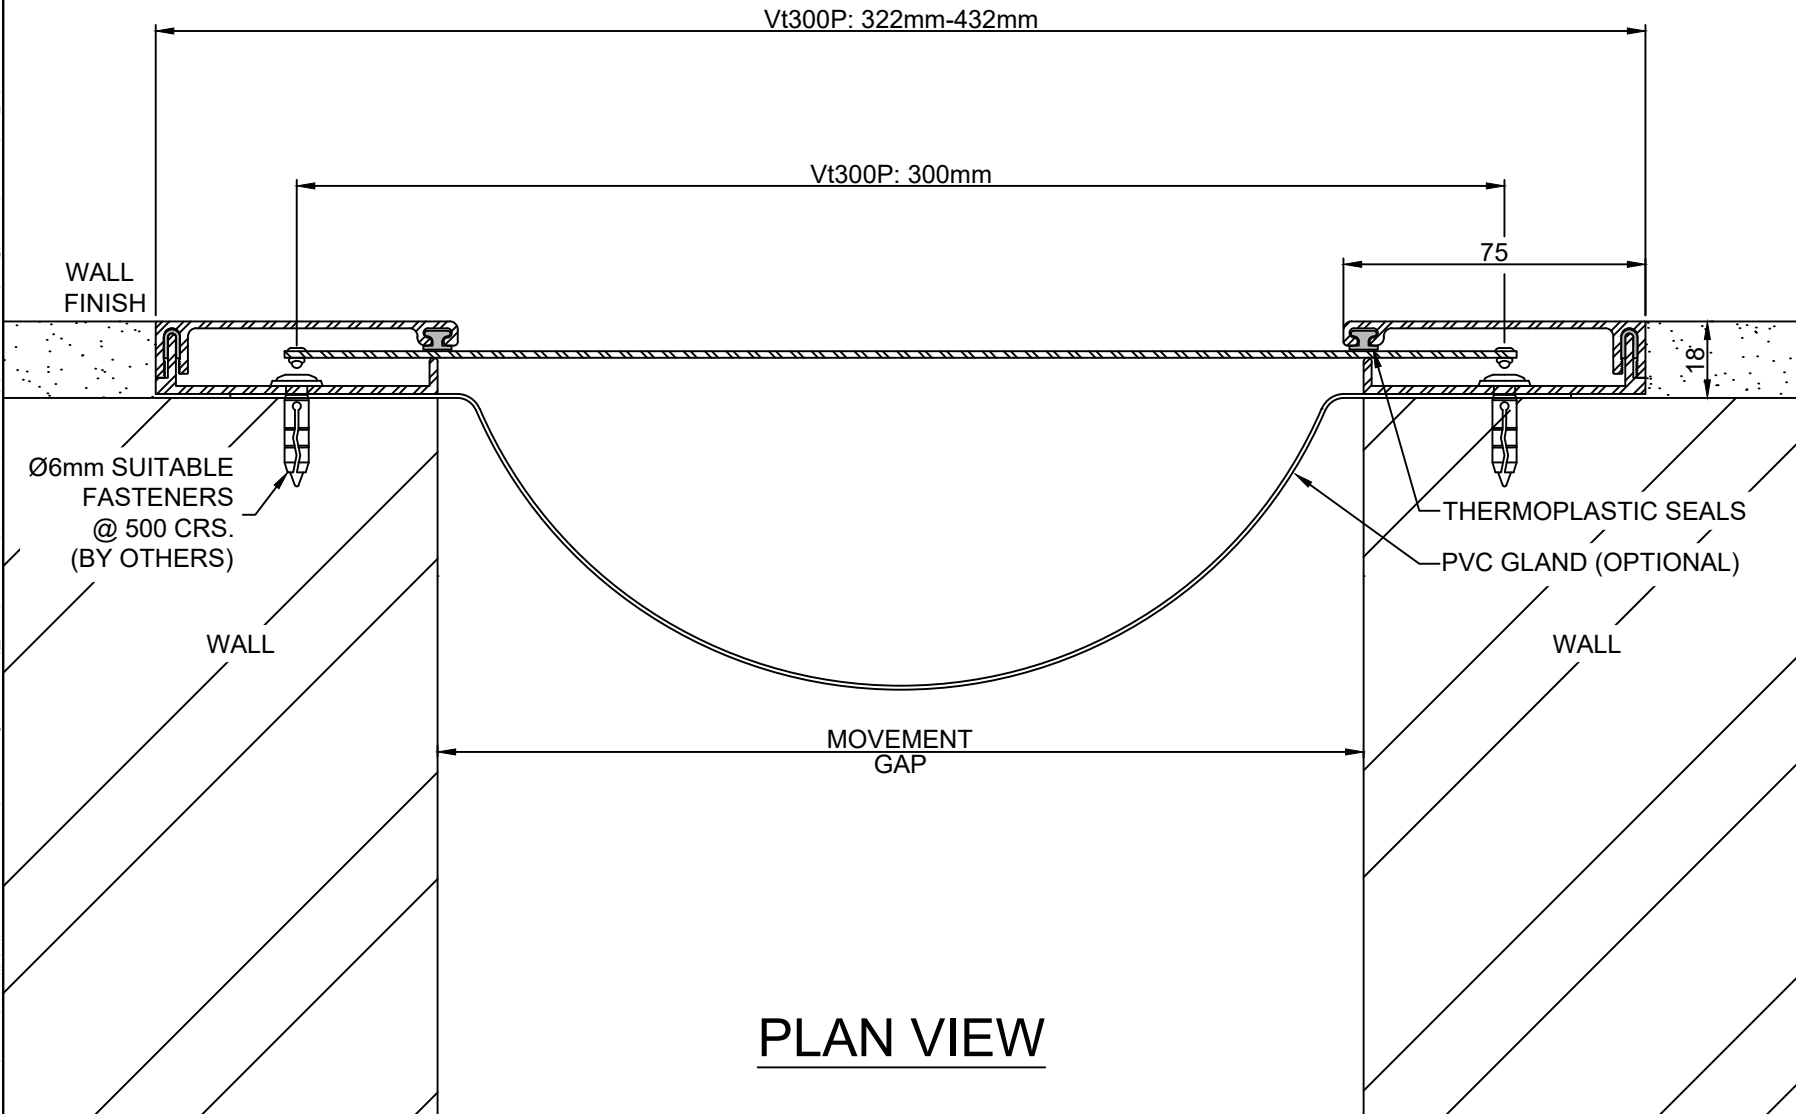 Vt300P: 322mm-432mm
Vt300P: 300mm
75
WALL
FINISH
18
Ø6mm SUITABLE
FASTENERS
@ 500 CRS.
(BY OTHERS)
THERMOPLASTIC SEALS
PVC GLAND (OPTIONAL)
WALL
WALL
MOVEMENT
GAP
PLAN VIEW